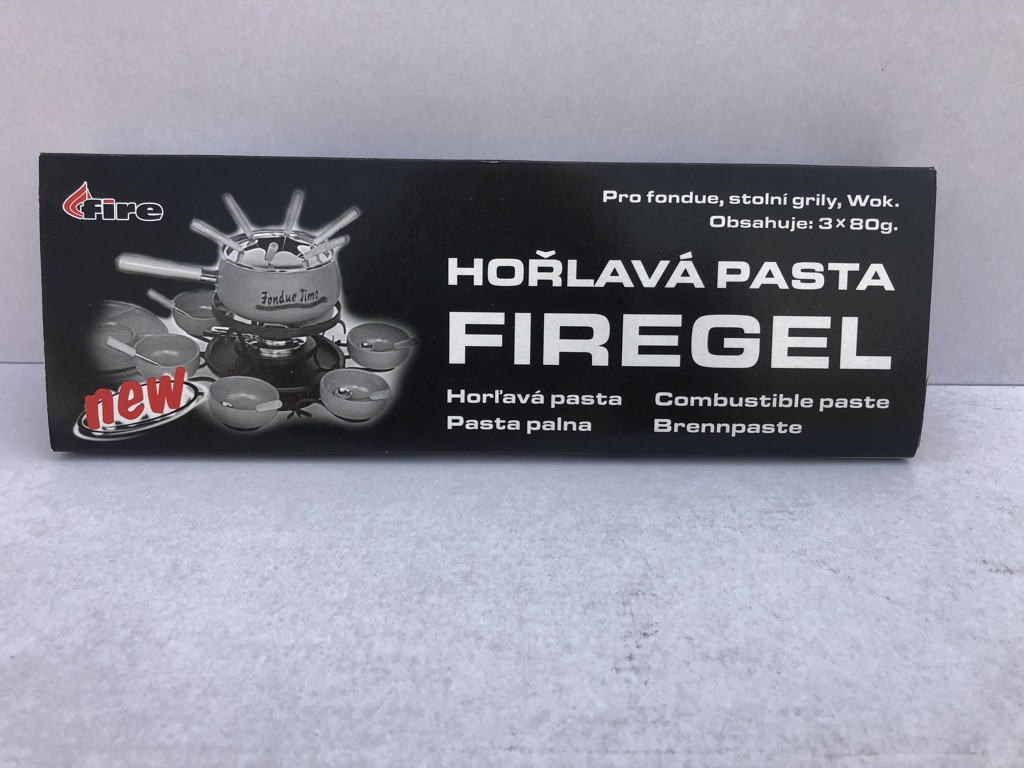 fire
Pro fondue, stolní grily, Wok.
Obsahuje: 3×80g.
HOŘLAVÁ PASTA
FIREGEL
Horľavá pasta
Combustible paste
Pasta palna
Brennpaste
Fondue Time
new